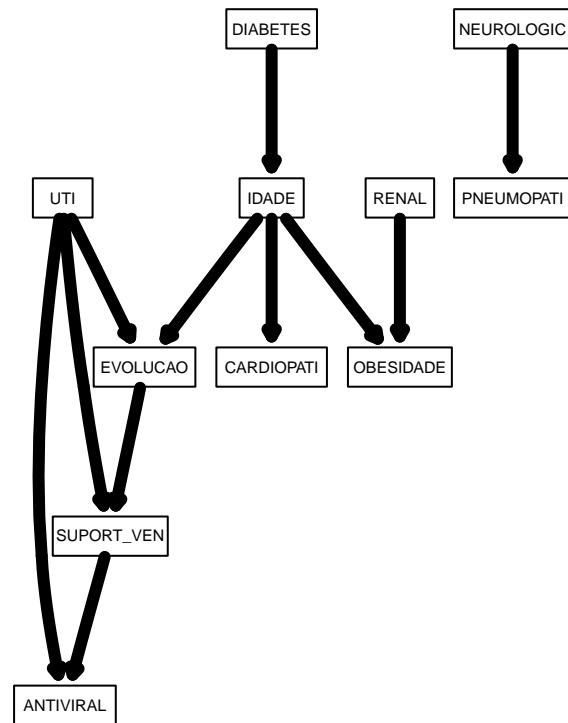 DIABETES
NEUROLOGIC
UTI
IDADE
RENAL
PNEUMOPATI
EVOLUCAO
CARDIOPATI
OBESIDADE
SUPORT_VEN
ANTIVIRAL